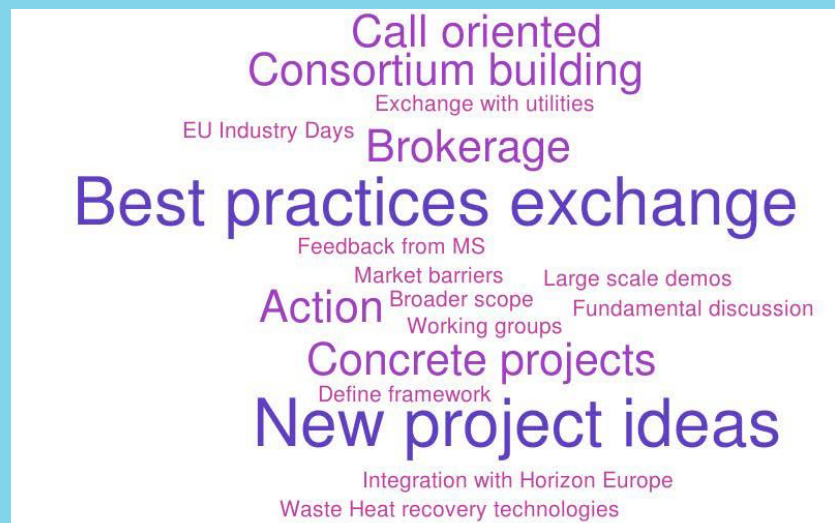 Call oriented
Consortium building
Exchange with utilities
EU Industry Days
Brokerage
Best practices exchange
Feedback from MS
Market barriers
Large scale demos
Action
Broader scope
Fundamental discussion
Working groups
Concrete projects
Define framework
New project ideas
Integration with Horizon Europe
Waste Heat recovery technologies